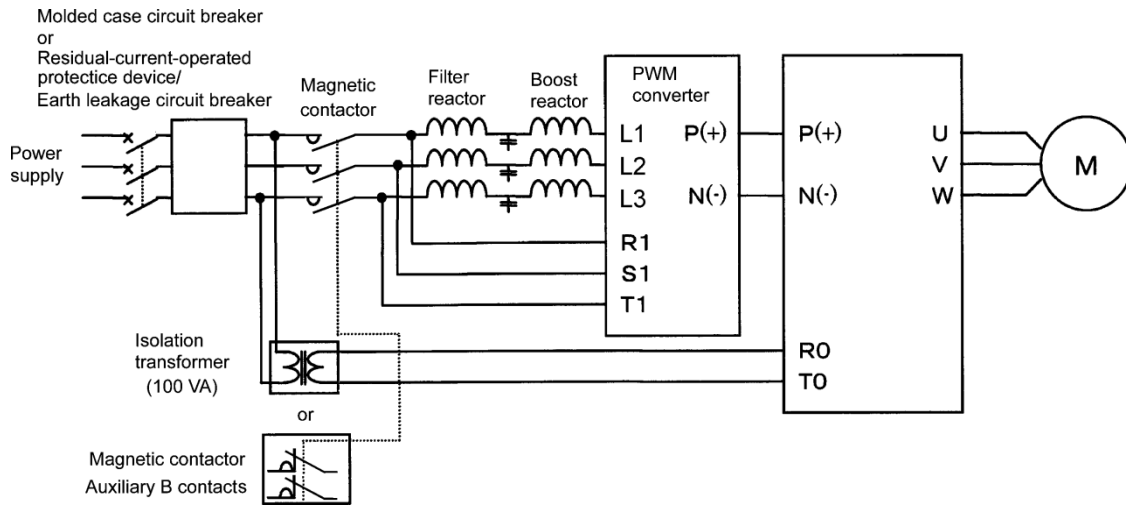 Molded case circuit breaker
or
Residual-current-operated
protectice device/
Earth leakage circuit breaker
Magnetic
contactor
Filter
reactor
Boost
reactor
PWM
converter
Power
supply
L1
L2
L3
P(+)
N(-)
R1
S1
T1
P(+)
N(-)
U
V
W
M
R0
T0
Isolation
transformer
(100 VA)
or
Magnetic contactor
Auxiliary B contacts